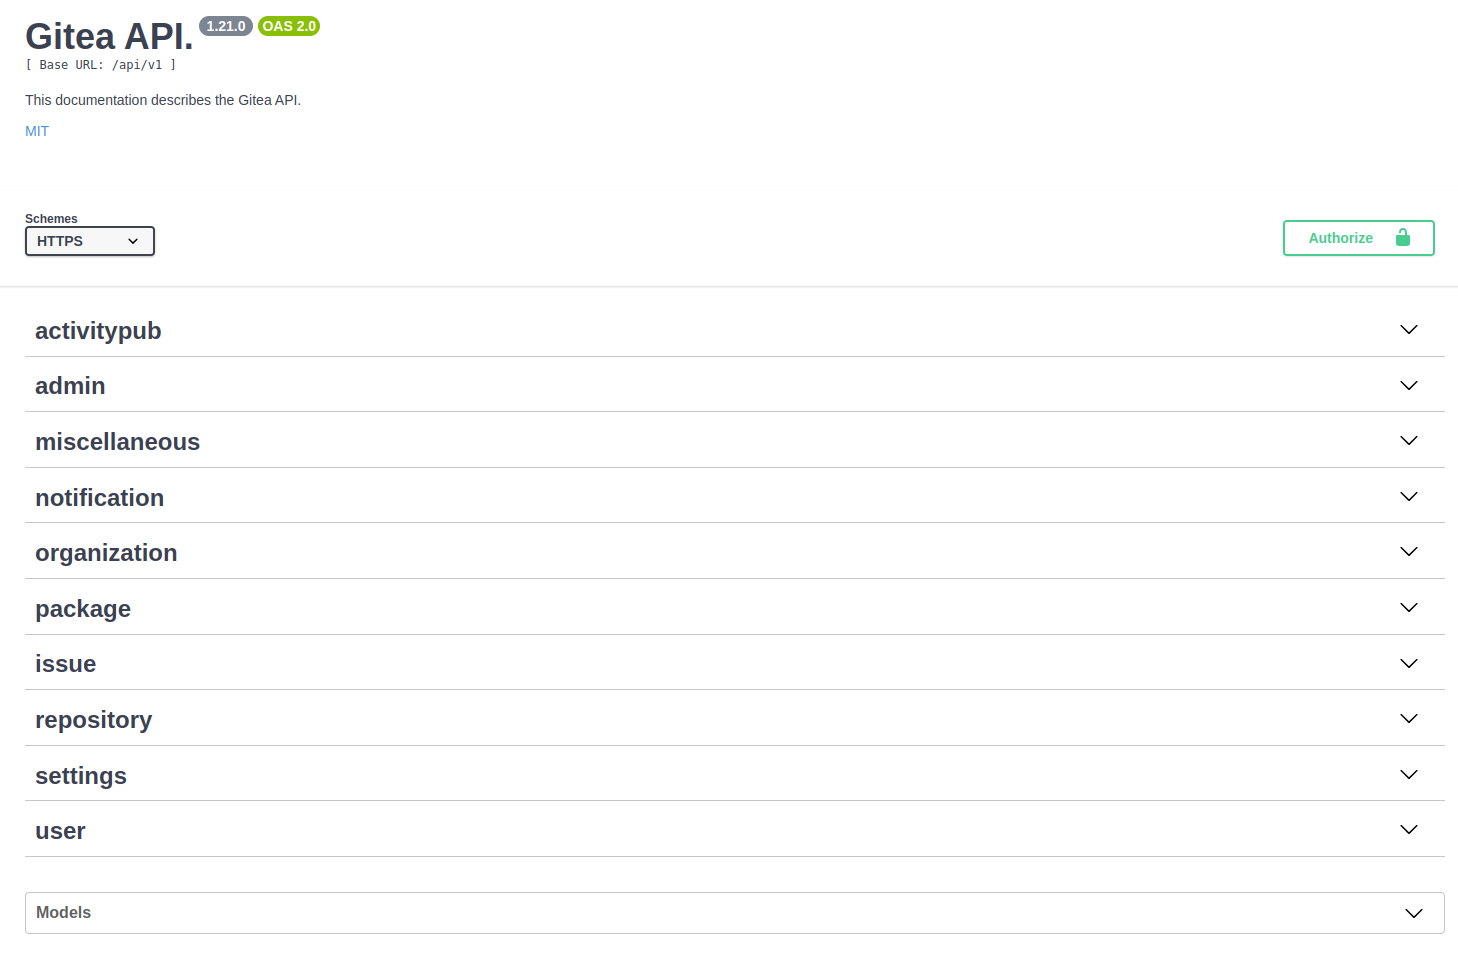 Gitea API. 1.21.0 OAS 2.0
[ Base URL: /api/v1 ]
This documentation describes the Gitea API.
MIT
Schemes
HTTPS
Authorize
activitypub
admin
miscellaneous
notification
organization
package
issue
repository
settings
user
Models